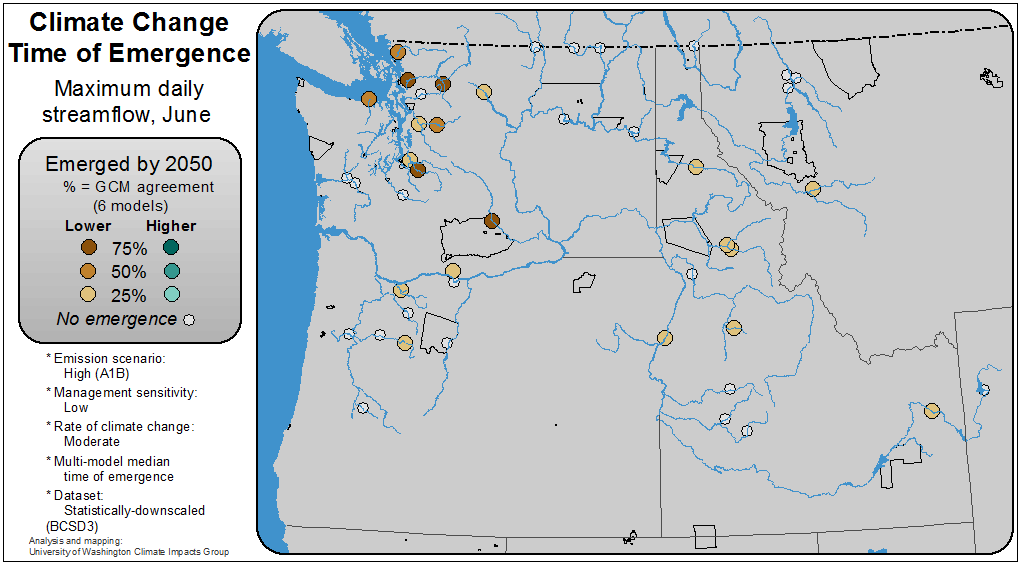 Climate Change
Time of Emergence
Maximum daily
streamflow, June
Emerged by 2050
% = GCM agreement
(6 models)
Lower Higher
75%
50%
25%
No emergence
* Emission scenario:
High (A1B)
* Management sensitivity:
Low
* Rate of climate change:
Moderate
* Multi-model median
time of emergence
* Dataset:
Statistically-downscaled
(BCSD3)
Analysis and mapping:
University of Washington Climate Impacts Group